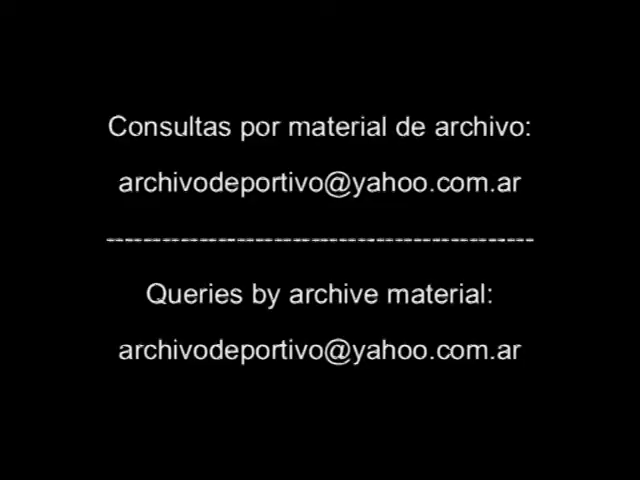 Consultas por material de archivo:
archivodeportivo@yahoo.com.ar
------------------------------------------------
Queries by archive material:
archivodeportivo@yahoo.com.ar